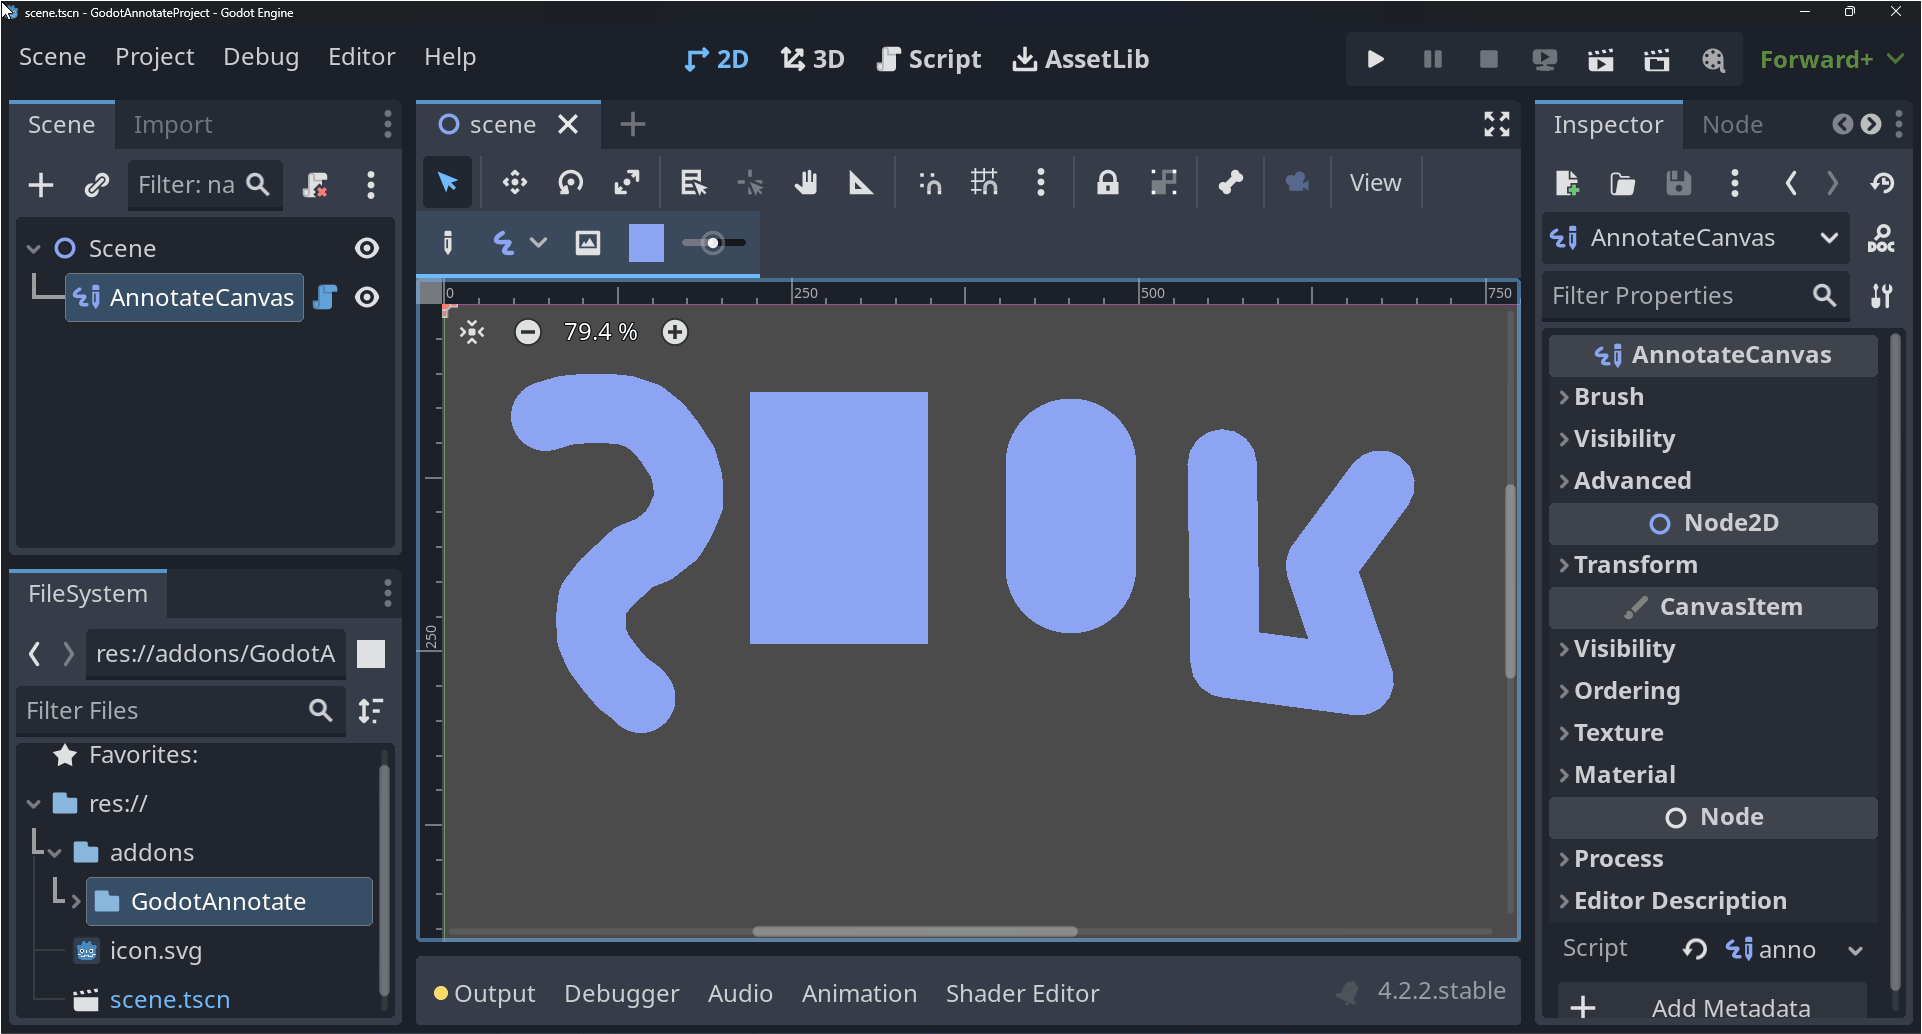 scene.tscn - GodotAnnotateProject - Godot Engine
Scene Project Debug Editor Help
2D 3D Script AssetLib
Forward+
Scene Import
Filter: na
Scene
AnnotateCanvas
FileSystem
res://addons/GodotA
Filter Files
Favorites:
res://
addons
GodotAnnotate
icon.svg
scene.tscn
scene
View
0 250 500 750
79.4 %
250
Output Debugger Audio Animation Shader Editor
4.2.2.stable
Inspector Node
AnnotateCanvas
DOC
Filter Properties
AnnotateCanvas
Brush
Visibility
Advanced
Node2D
Transform
CanvasItem
Visibility
Ordering
Texture
Material
Node
Process
Editor Description
Script anno
Add Metadata